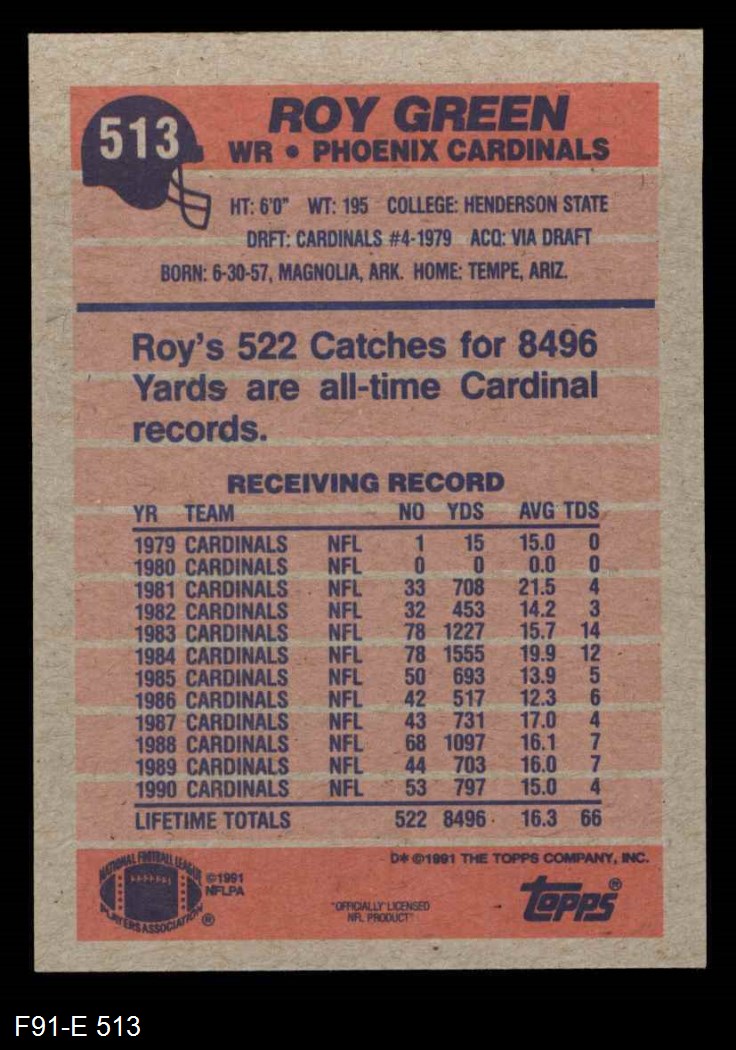 513
ROY GREEN
WR • PHOENIX CARDINALS
HT: 6'0" WT: 195 COLLEGE: HENDERSON STATE
DRFT: CARDINALS #4-1979 ACQ: VIA DRAFT
BORN: 6-30-57, MAGNOLIA, ARK. HOME: TEMPE, ARIZ.
Roy's 522 Catches for 8496
Yards are all-time Cardinal
records.
RECEIVING RECORD
YR TEAM NO YDS AVG TDS
1979 CARDINALS NFL 1 15 15.0 0
1980 CARDINALS NFL 0 0 0.0 0
1981 CARDINALS NFL 33 708 21.5 4
1982 CARDINALS NFL 32 453 14.2 3
1983 CARDINALS NFL 78 1227 15.7 14
1984 CARDINALS NFL 78 1555 19.9 12
1985 CARDINALS NFL 50 693 13.9 5
1986 CARDINALS NFL 42 517 12.3 6
1987 CARDINALS NFL 43 731 17.0 4
1988 CARDINALS NFL 68 1097 16.1 7
1989 CARDINALS NFL 44 703 16.0 7
1990 CARDINALS NFL 53 797 15.0 4
LIFETIME TOTALS 522 8496 16.3 66
D* © 1991 THE TOPPS COMPANY, INC.
NATIONAL FOOTBALL LEAGUE
PLAYERS ASSOCIATION ®
© 1991
NFLPA
"OFFICIALLY LICENSED
NFL PRODUCT"
topps®
F91-E 513